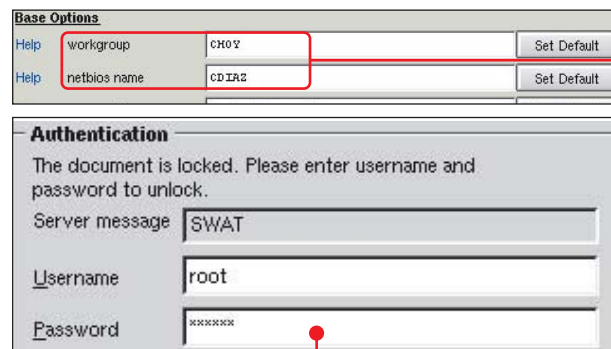 Base Options
Help workgroup CHOY Set Default
Help netbios name CDIAZ Set Default
Authentication
The document is locked. Please enter username and
password to unlock.
Server message SWAT
Username root
Password ******